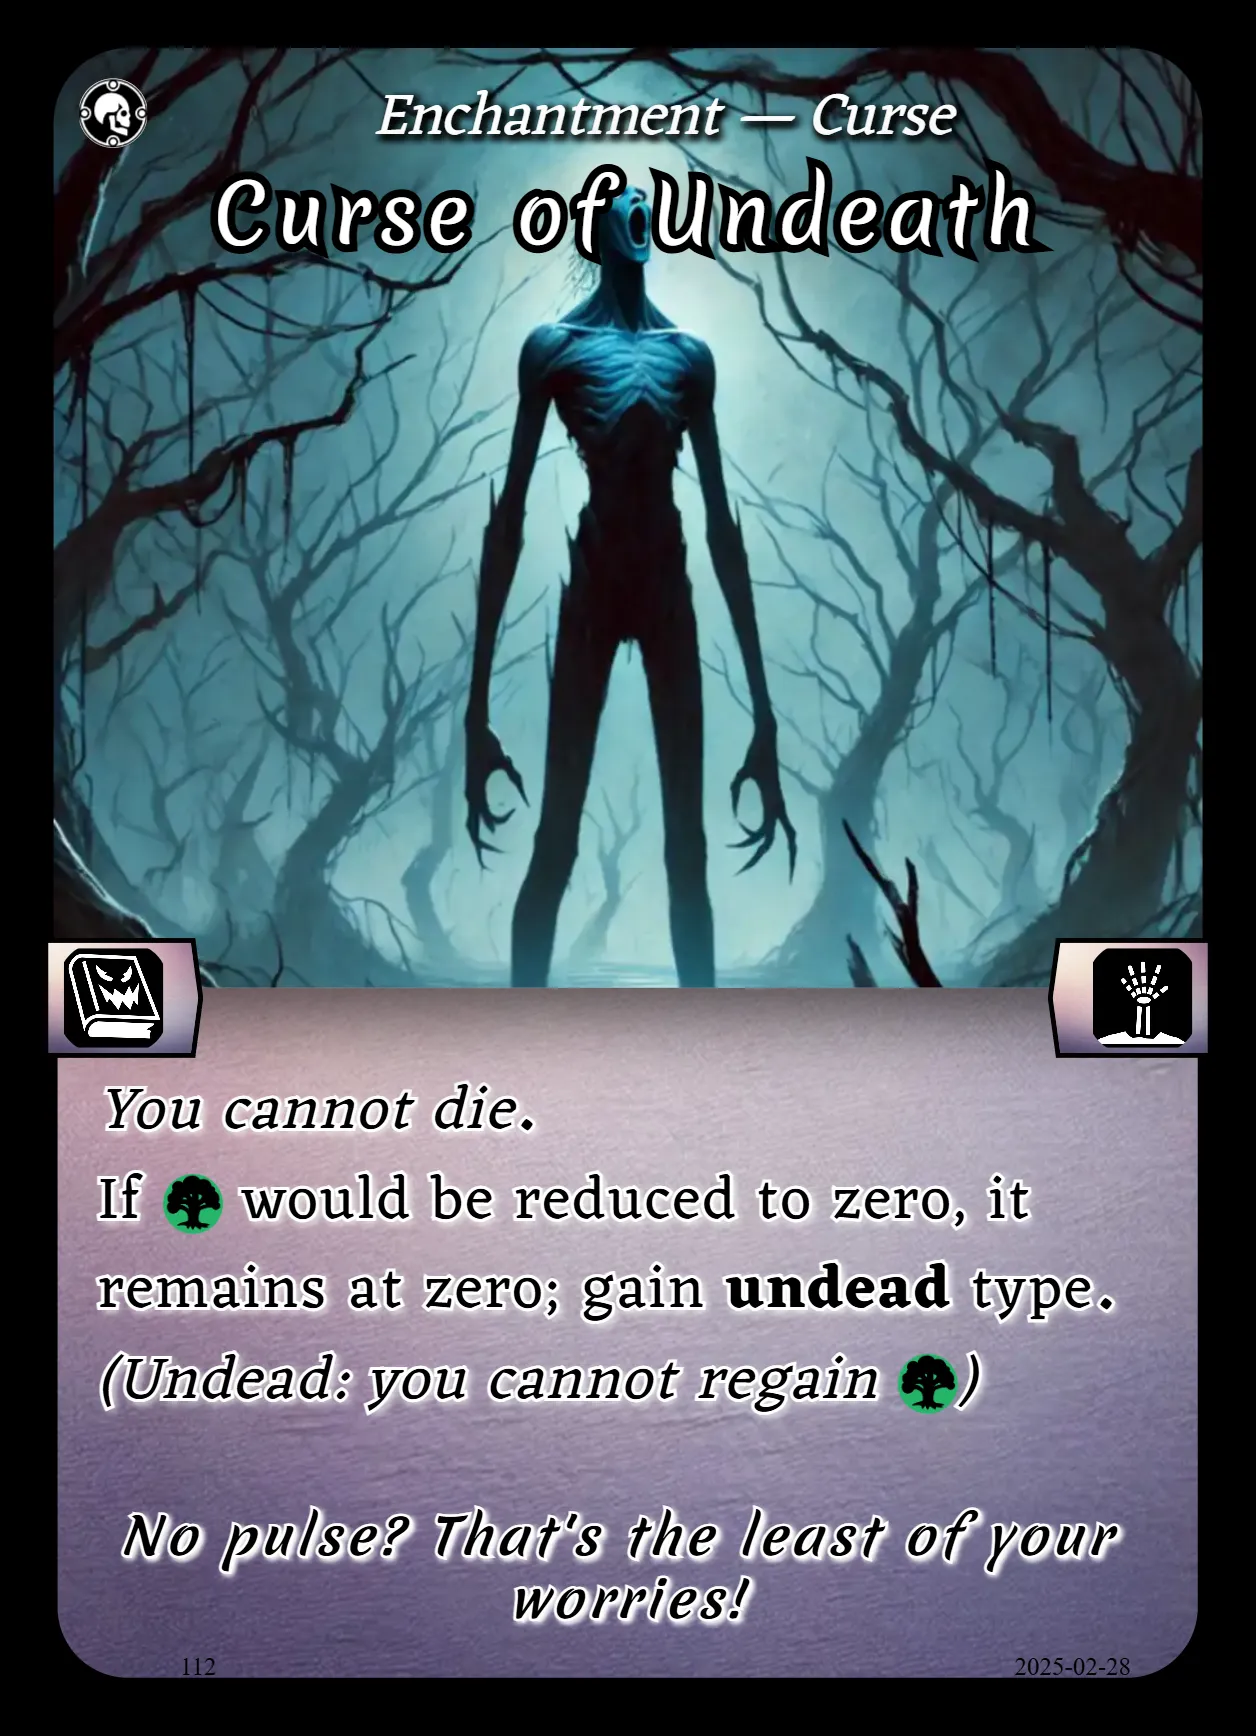 Enchantment — Curse
Curse of Undeath
You cannot die.
If would be reduced to zero, it
remains at zero; gain undead type.
(Undead: you cannot regain )
No pulse? That's the least of your
worries!
112
2025-02-28